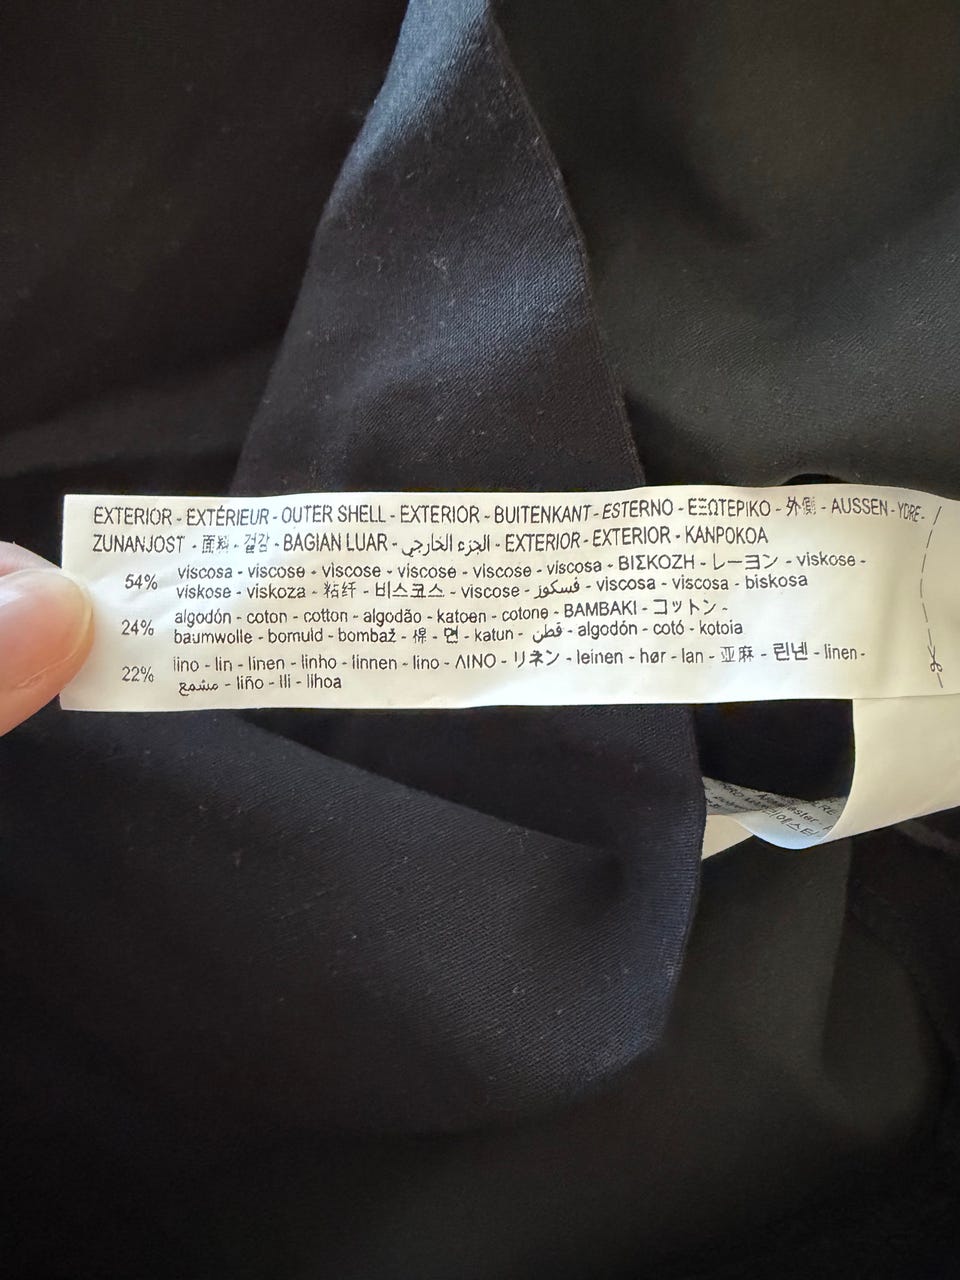 EXTERIOR - EXTÉRIEUR - OUTER SHELL - EXTERIOR - BUITENKANT - ESTERNO - ΕΞΩΤΕΡΙΚΟ - 外側 - AUSSEN - YDRE -
ZUNANJOST - 面料 - 겉감 - BAGIAN LUAR - الجزء الخارجي - EXTERIOR - EXTERIOR - KANPOKOA
54% viscosa - viscose - viscose - viscose - viscose - viscosa - ΒΙΣΚΟΖΗ - レーヨン - viskose -
viskose - viskoza - 粘纤 - 비스코스 - viscose - فسكوز - viscosa - viscosa - biskosa
24% algodón - coton - cotton - algodão - katoen - cotone - ΒΑΜΒΑΚΙ - コットン -
baumwolle - bomuld - bombaž - 棉 - 면 - katun - قطن - algodón - cotó - kotoia
22% lino - lin - linen - linho - linnen - lino - ΛΙΝΟ - リネン - leinen - hør - lan - 亚麻 - 린넨 - linen -
مشمع - liño - lli - lihoa